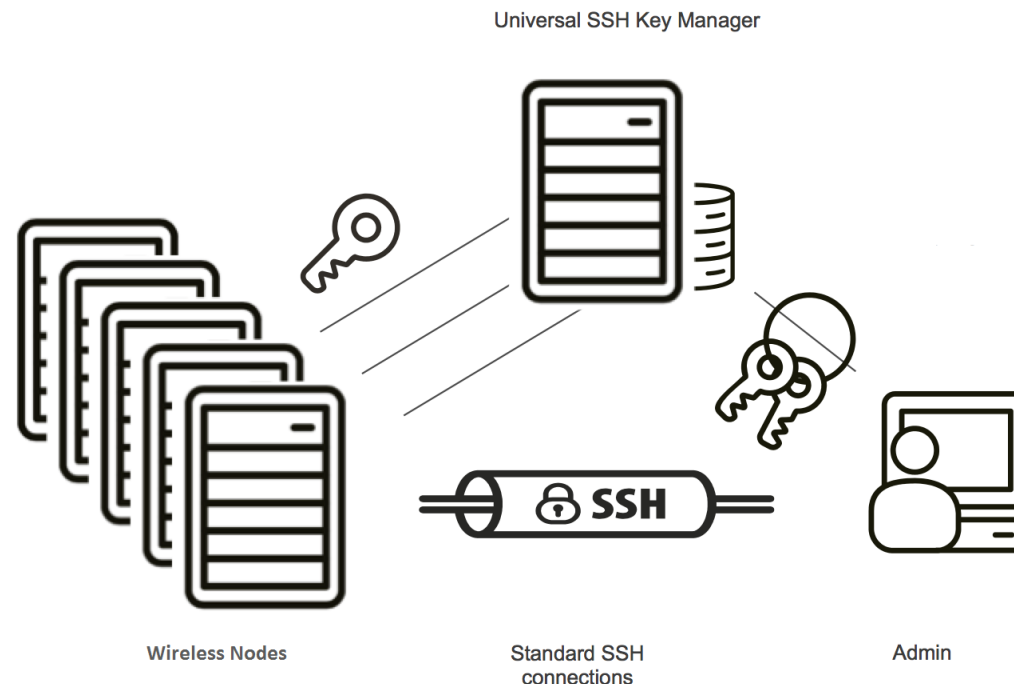 Universal SSH Key Manager
SSH
Wireless Nodes
Standard SSH
connections
Admin